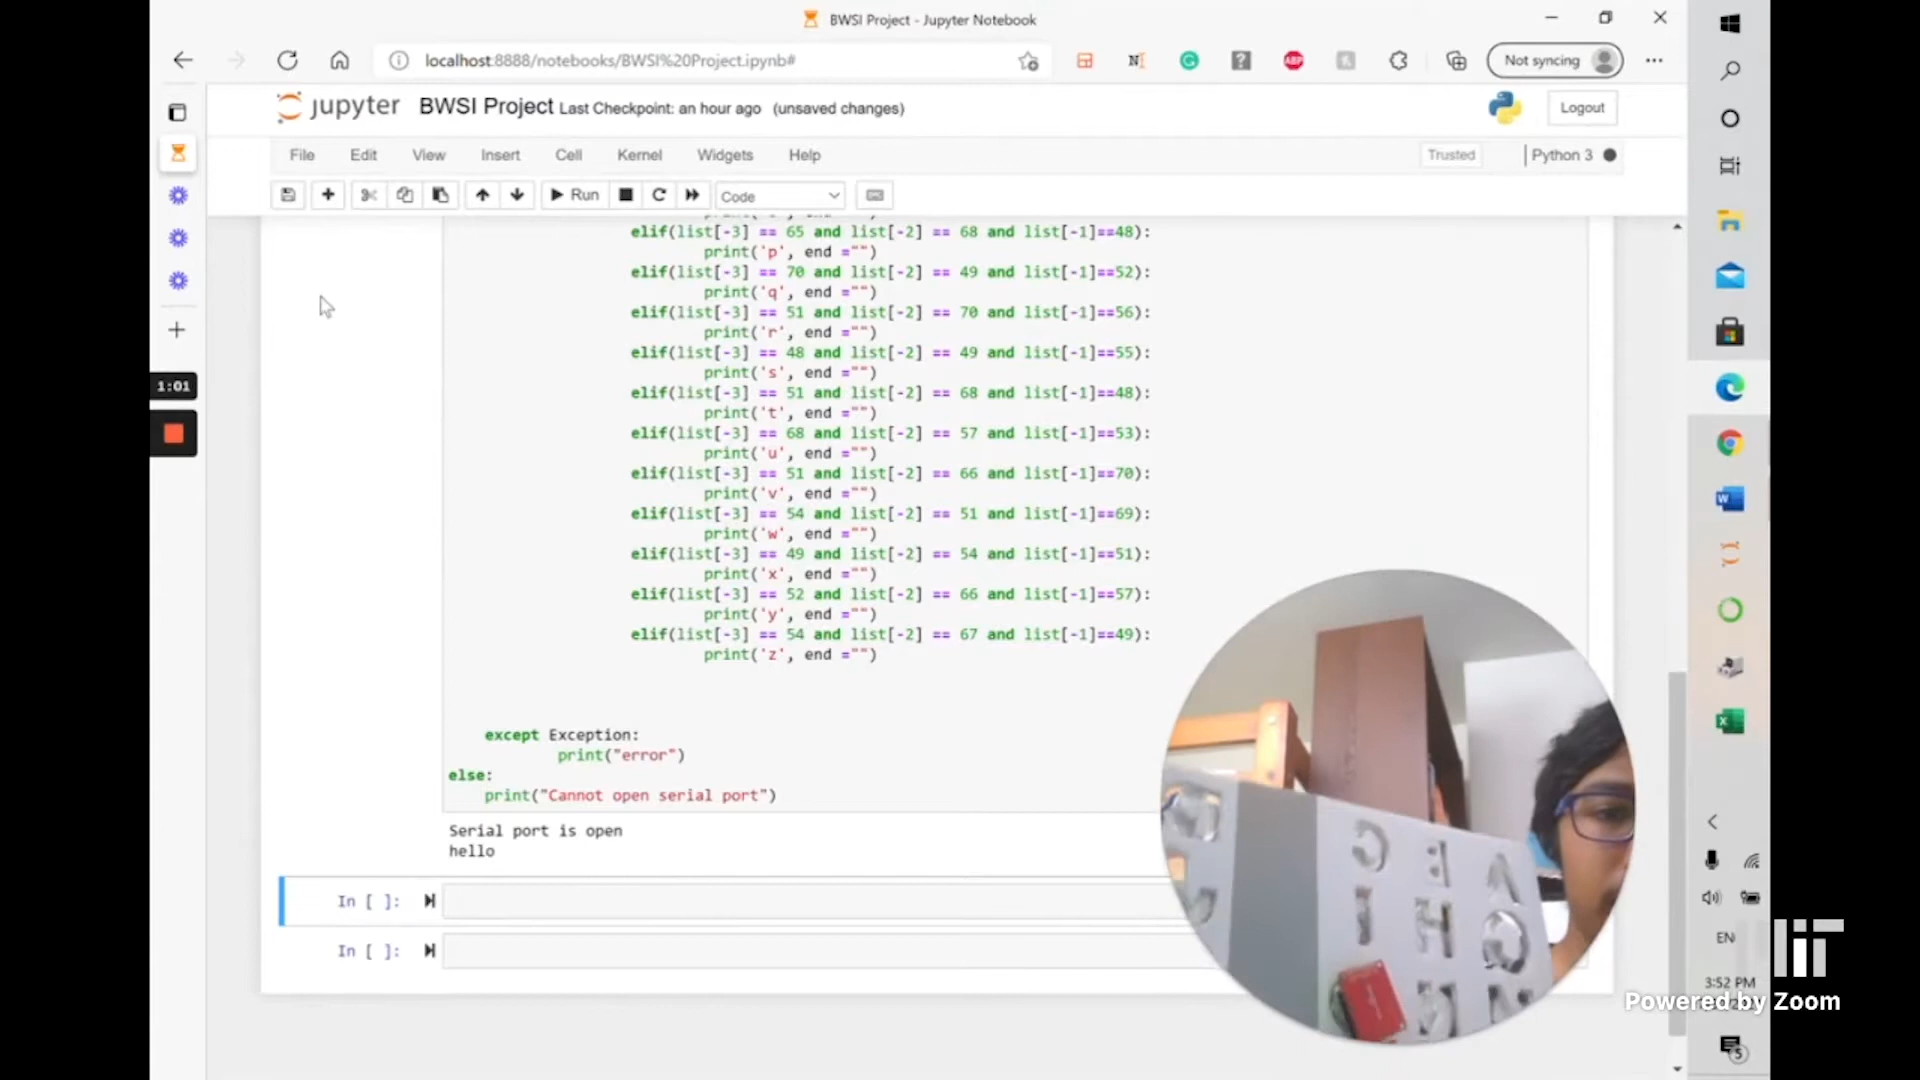 BWSI Project - Jupyter Notebook
localhost:8888/notebooks/BWSI%20Project.ipynb#
Not syncing
jupyter BWSI Project Last Checkpoint: an hour ago (unsaved changes)
Logout
File Edit View Insert Cell Kernel Widgets Help
Trusted
Python 3
Run
Code
elif(list[-3] == 65 and list[-2] == 68 and list[-1]==48):
print('p', end ="")
elif(list[-3] == 70 and list[-2] == 49 and list[-1]==52):
print('q', end ="")
elif(list[-3] == 51 and list[-2] == 70 and list[-1]==56):
print('r', end ="")
elif(list[-3] == 48 and list[-2] == 49 and list[-1]==55):
print('s', end ="")
elif(list[-3] == 51 and list[-2] == 68 and list[-1]==48):
print('t', end ="")
elif(list[-3] == 68 and list[-2] == 57 and list[-1]==53):
print('u', end ="")
elif(list[-3] == 51 and list[-2] == 66 and list[-1]==70):
print('v', end ="")
elif(list[-3] == 54 and list[-2] == 51 and list[-1]==69):
print('w', end ="")
elif(list[-3] == 49 and list[-2] == 54 and list[-1]==51):
print('x', end ="")
elif(list[-3] == 52 and list[-2] == 66 and list[-1]==57):
print('y', end ="")
elif(list[-3] == 54 and list[-2] == 67 and list[-1]==49):
print('z', end ="")
except Exception:
print("error")
else:
print("Cannot open serial port")
Serial port is open
hello
In [ ]:
In [ ]:
1:01
ABP
EN
3:52 PM
5
Powered by Zoom